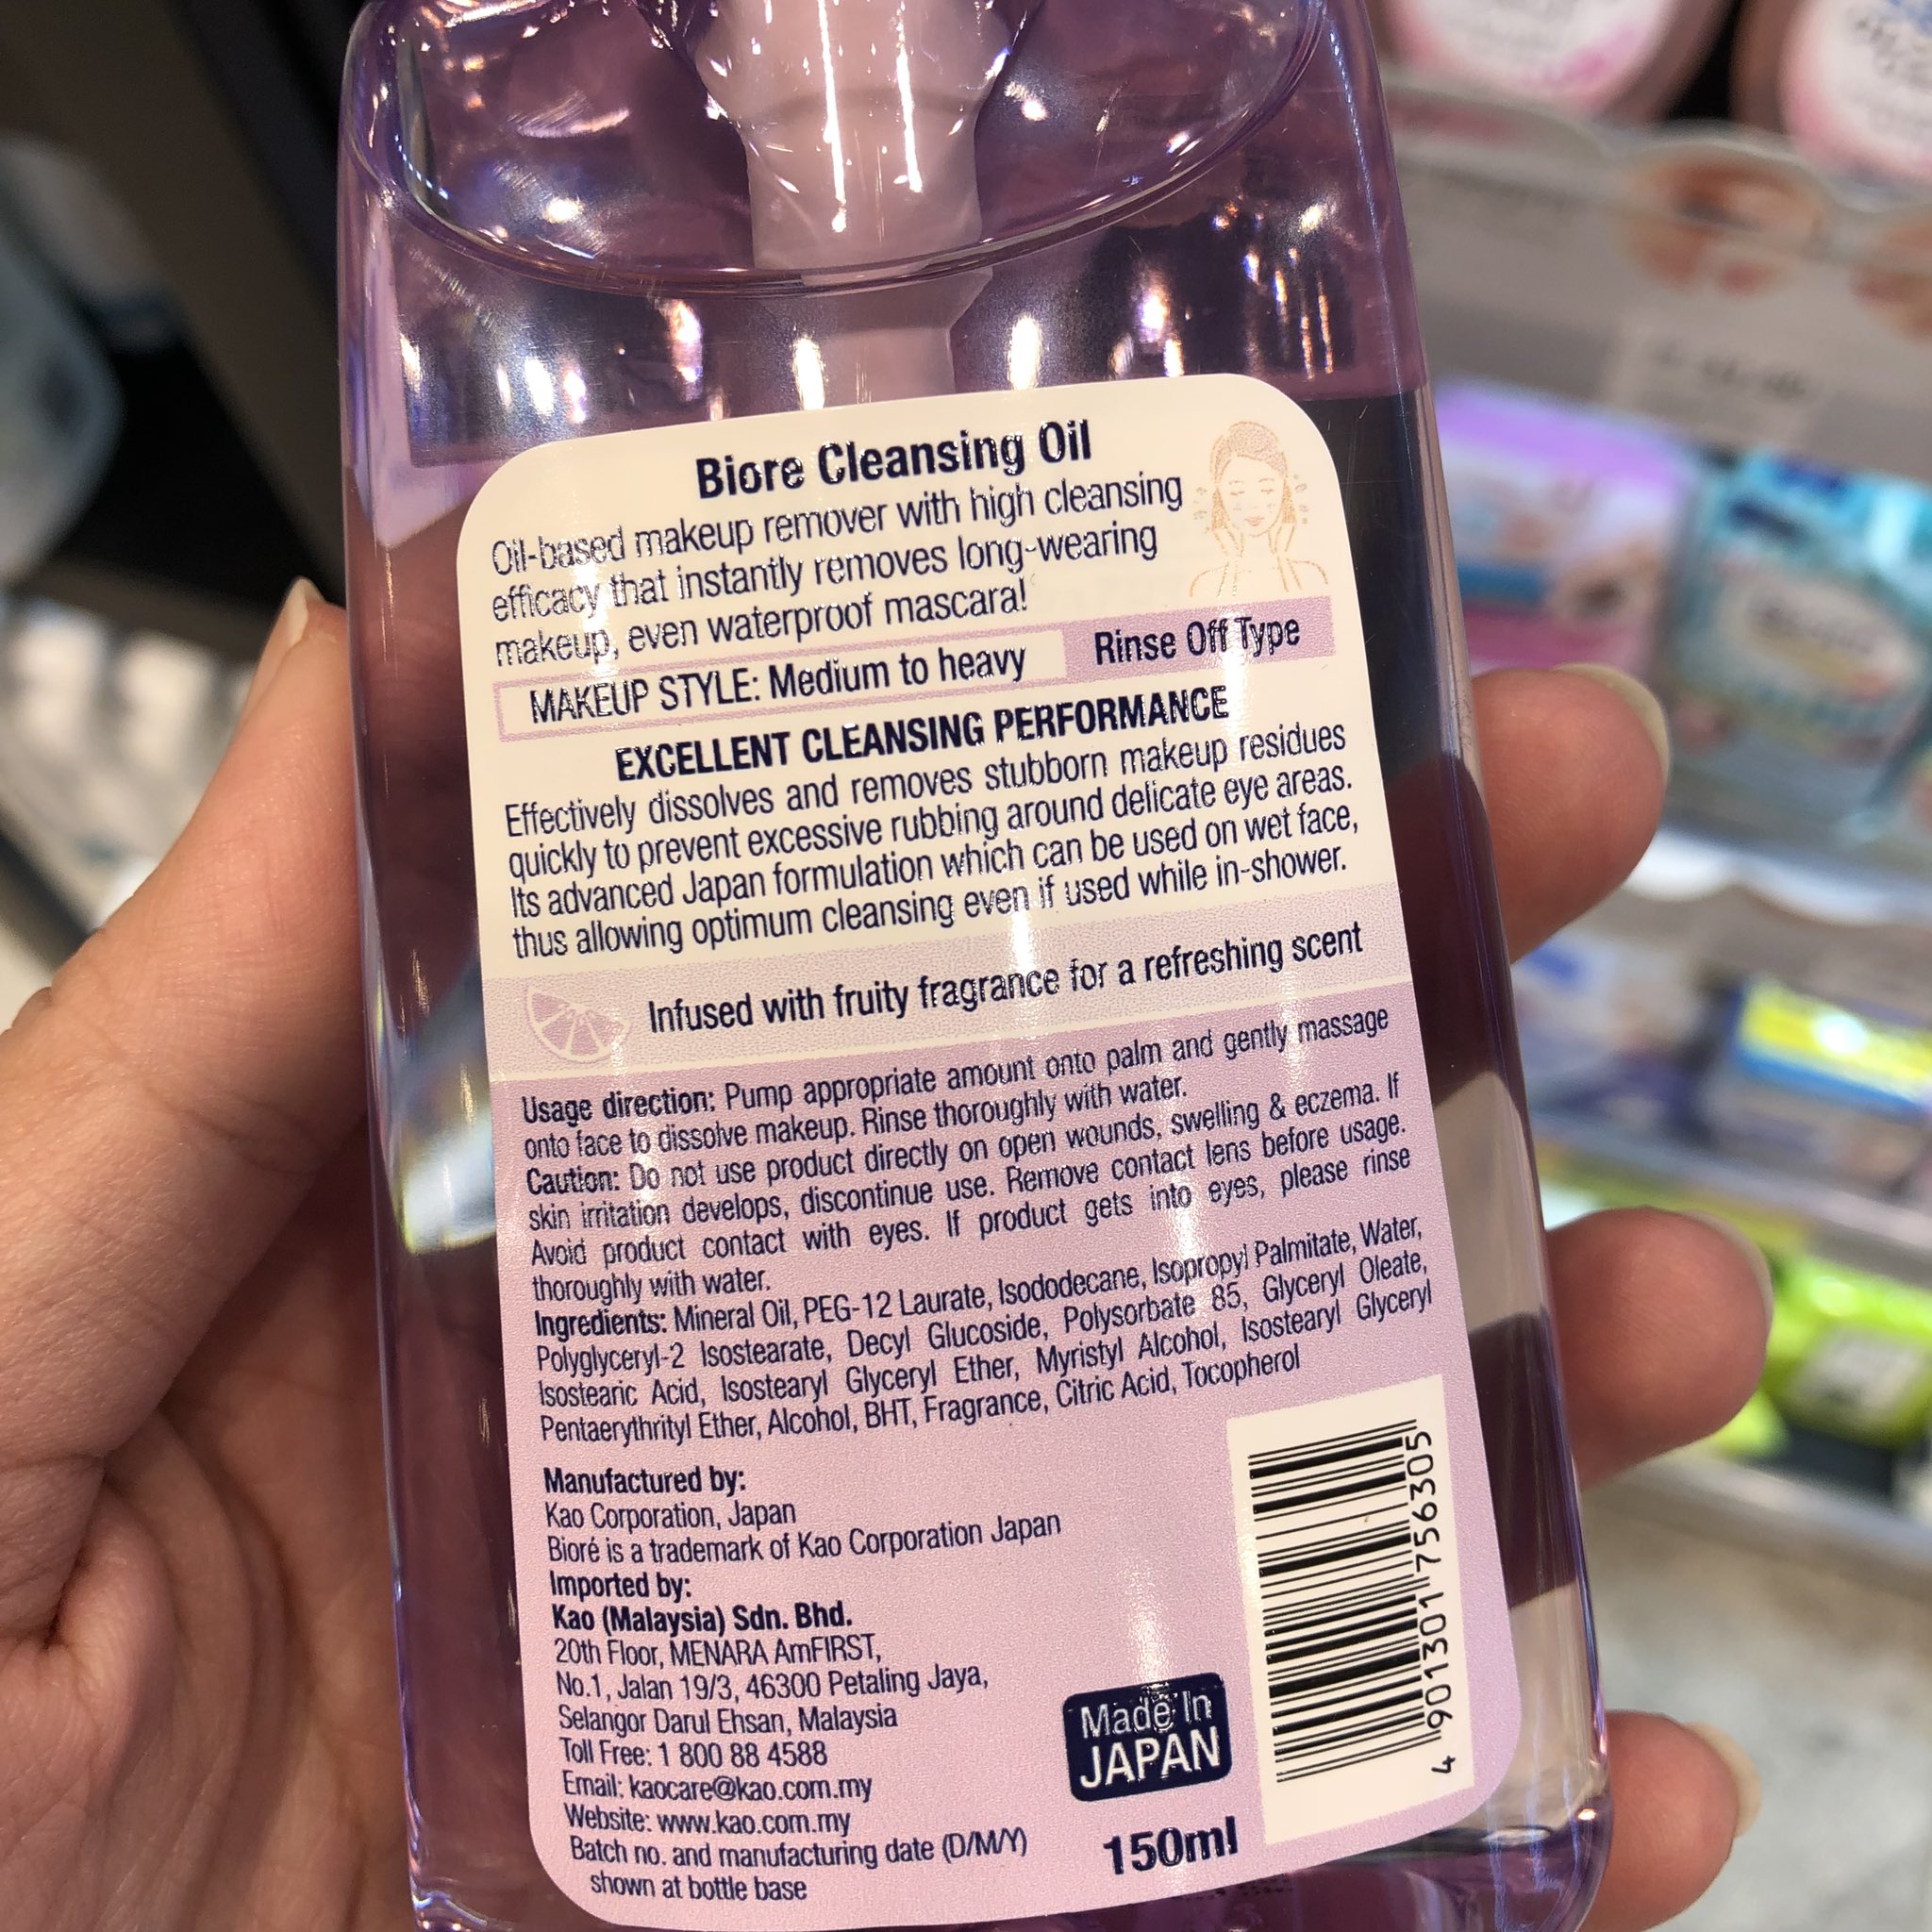 Biore Cleansing Oil
Oil-based makeup remover with high cleansing
efficacy that instantly removes long-wearing
makeup, even waterproof mascara!
MAKEUP STYLE: Medium to heavy
Rinse Off Type
EXCELLENT CLEANSING PERFORMANCE
Effectively dissolves and removes stubborn makeup residues
quickly to prevent excessive rubbing around delicate eye areas.
Its advanced Japan formulation which can be used on wet face,
thus allowing optimum cleansing even if used while in-shower.
Infused with fruity fragrance for a refreshing scent
Usage direction: Pump appropriate amount onto palm and gently massage
onto face to dissolve makeup. Rinse thoroughly with water.
Caution: Do not use product directly on open wounds, swelling & eczema. If
skin irritation develops, discontinue use. Remove contact lens before usage.
Avoid product contact with eyes. If product gets into eyes, please rinse
thoroughly with water.
Ingredients: Mineral Oil, PEG-12 Laurate, Isododecane, Isopropyl Palmitate, Water,
Polyglyceryl-2 Isostearate, Decyl Glucoside, Polysorbate 85, Glyceryl Oleate,
Isostearic Acid, Isostearyl Glyceryl Ether, Myristyl Alcohol, Isostearyl Glyceryl
Pentaerythrityl Ether, Alcohol, BHT, Fragrance, Citric Acid, Tocopherol
Manufactured by:
Kao Corporation, Japan
Bioré is a trademark of Kao Corporation Japan
Imported by:
Kao (Malaysia) Sdn. Bhd.
20th Floor, MENARA AmFIRST,
No.1, Jalan 19/3, 46300 Petaling Jaya,
Selangor Darul Ehsan, Malaysia
Toll Free: 1 800 88 4588
Email: kaocare@kao.com.my
Website: www.kao.com.my
Batch no. and manufacturing date (D/M/Y)
shown at bottle base
Made In
JAPAN
150ml
4 901301 756305